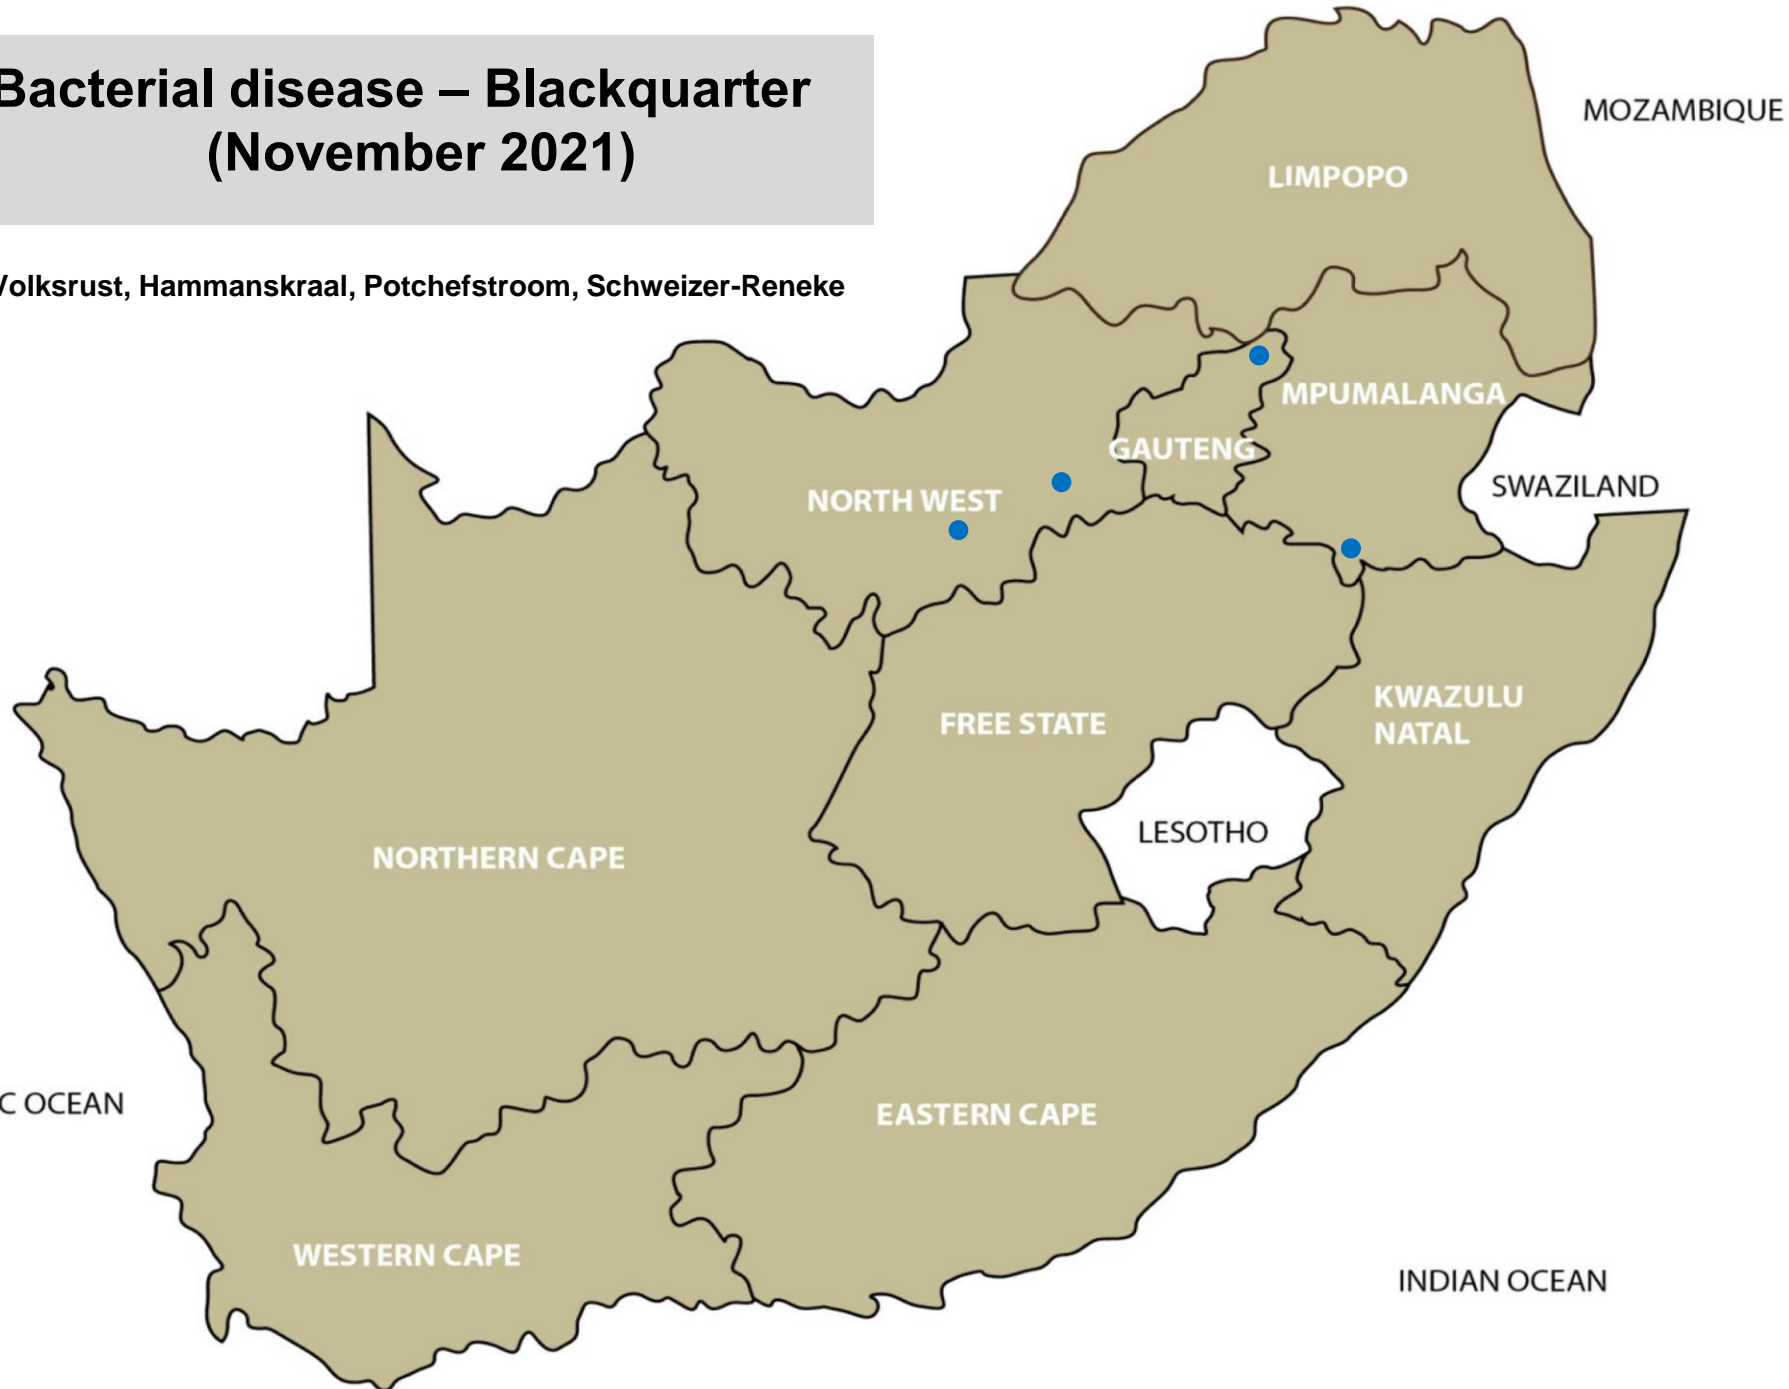 Bacterial disease – Blackquarter
(November 2021)
Volksrust, Hammanskraal, Potchefstroom, Schweizer-Reneke
MOZAMBIQUE
LIMPOPO
MPUMALANGA
GAUTENG
SWAZILAND
NORTH WEST
KWAZULU
NATAL
FREE STATE
LESOTHO
NORTHERN CAPE
C OCEAN
EASTERN CAPE
WESTERN CAPE
INDIAN OCEAN